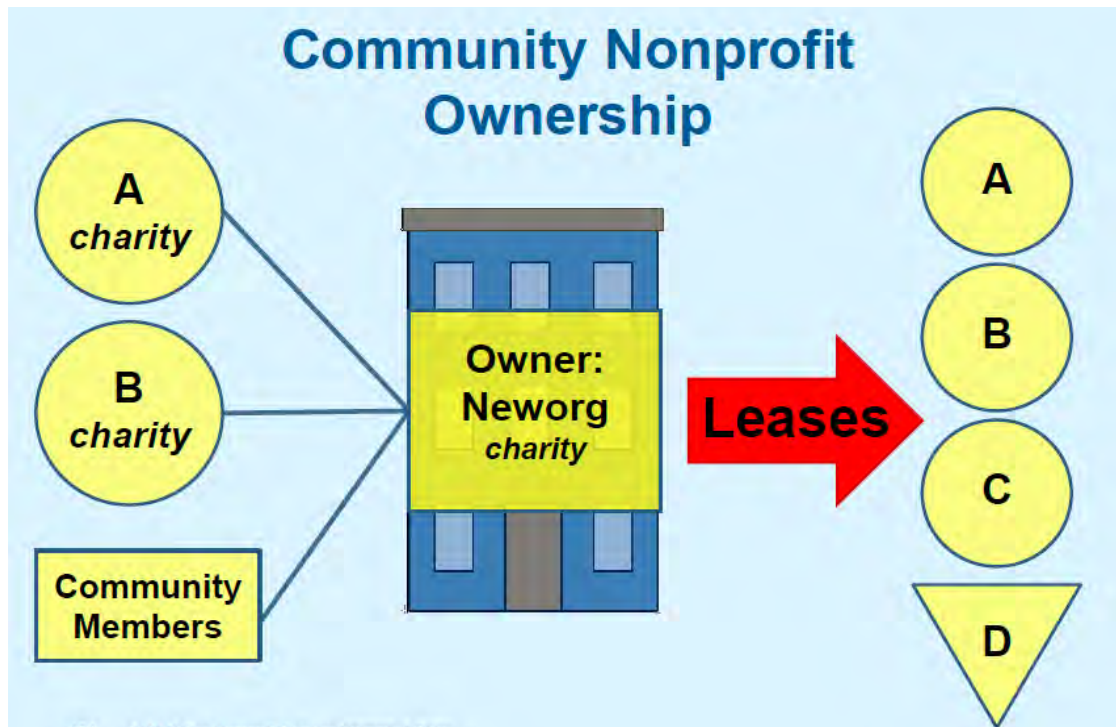 Community Nonprofit
Ownership
A
charity
B
charity
Community
Members
Owner:
Neworg
charity
Leases
A
B
C
D